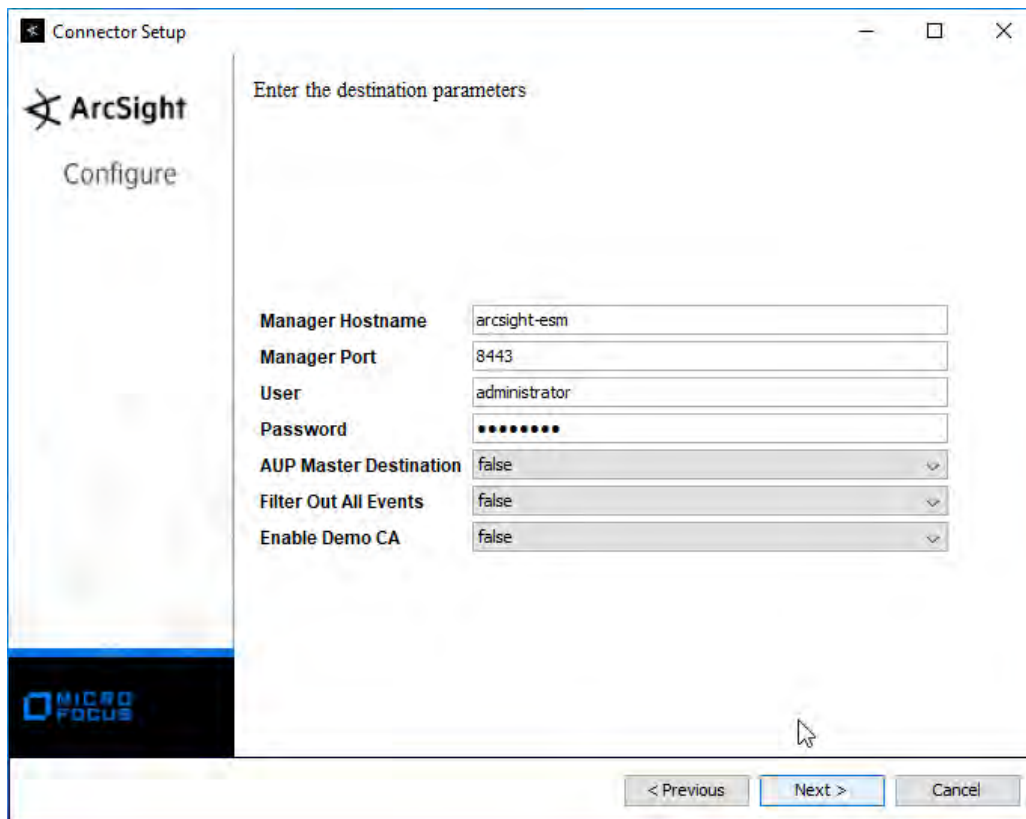 Connector Setup
ArcSight
Configure
Enter the destination parameters
Manager Hostname arcsight-esm
Manager Port 8443
User administrator
Password ••••••••
AUP Master Destination false
Filter Out All Events false
Enable Demo CA false
MICRO
FOCUS
< Previous Next > Cancel